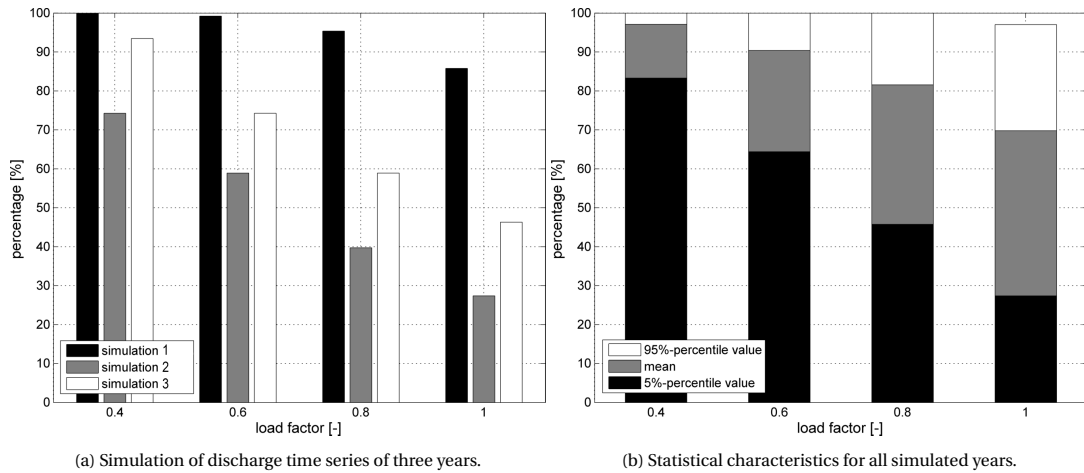 percentage [%]
100
90
80
70
60
50
40
30
20
10
0
simulation 1
simulation 2
simulation 3
0.4 0.6 0.8 1
load factor [-]
(a) Simulation of discharge time series of three years.
percentage [%]
100
90
80
70
60
50
40
30
20
10
0
95%-percentile value
mean
5%-percentile value
0.4 0.6 0.8 1
load factor [-]
(b) Statistical characteristics for all simulated years.